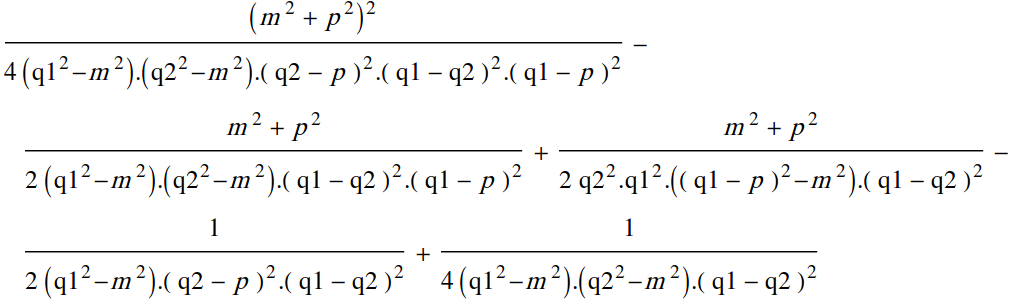 (m² + p²)² / 4 (q1²−m²).(q2²−m²).( q2 − p )².( q1 − q2 )².( q1 − p )² −
m² + p² / 2 (q1²−m²).(q2²−m²).( q1 − q2 )².( q1 − p )² + m² + p² / 2 q2².q1².(( q1 − p )²−m²).( q1 − q2 )² −
1 / 2 (q1²−m²).( q2 − p )².( q1 − q2 )² + 1 / 4 (q1²−m²).(q2²−m²).( q1 − q2 )²